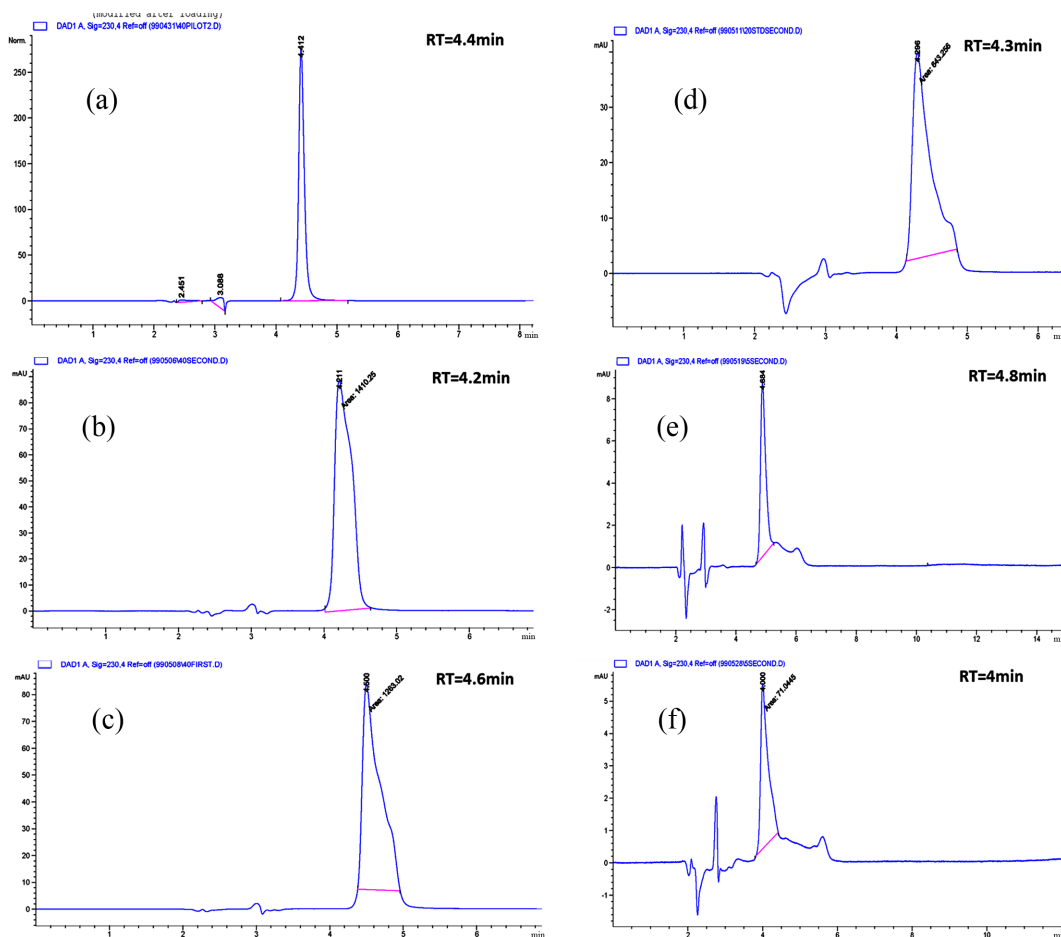 (modified after loading)
DAD1 A, Sig=230,4 Ref=off (990431\40PILOT2.D)
Norm.
RT=4.4min
4.412
(a)
250
200
150
100
50
0
2.451
3.088
1 2 3 4 5 6 7 8 min
DAD1 A, Sig=230,4 Ref=off (990506\40SECOND.D)
mAU
RT=4.2min
4.211
Area: 1410.25
(b)
90
80
70
60
50
40
30
20
10
0
1 2 3 4 5 6 min
DAD1 A, Sig=230,4 Ref=off (990508\40FIRST.D)
mAU
RT=4.6min
4.500
Area: 1263.02
(c)
80
70
60
50
40
30
20
10
0
1 2 3 4 5 6 min
DAD1 A, Sig=230,4 Ref=off (990511\20STDSECOND.D)
mAU
RT=4.3min
4.296
Area: 643.256
(d)
30
20
10
0
1 2 3 4 5 6 m
DAD1 A, Sig=230,4 Ref=off (990519\5SECOND.D)
mAU
RT=4.8min
4.884
(e)
8
6
4
2
0
-2
2 4 6 8 10 12 14 m
DAD1 A, Sig=230,4 Ref=off (990528\5SECOND.D)
mAU
RT=4min
4.000
Area: 71.0445
(f)
5
4
3
2
1
0
-1
2 4 6 8 10 m